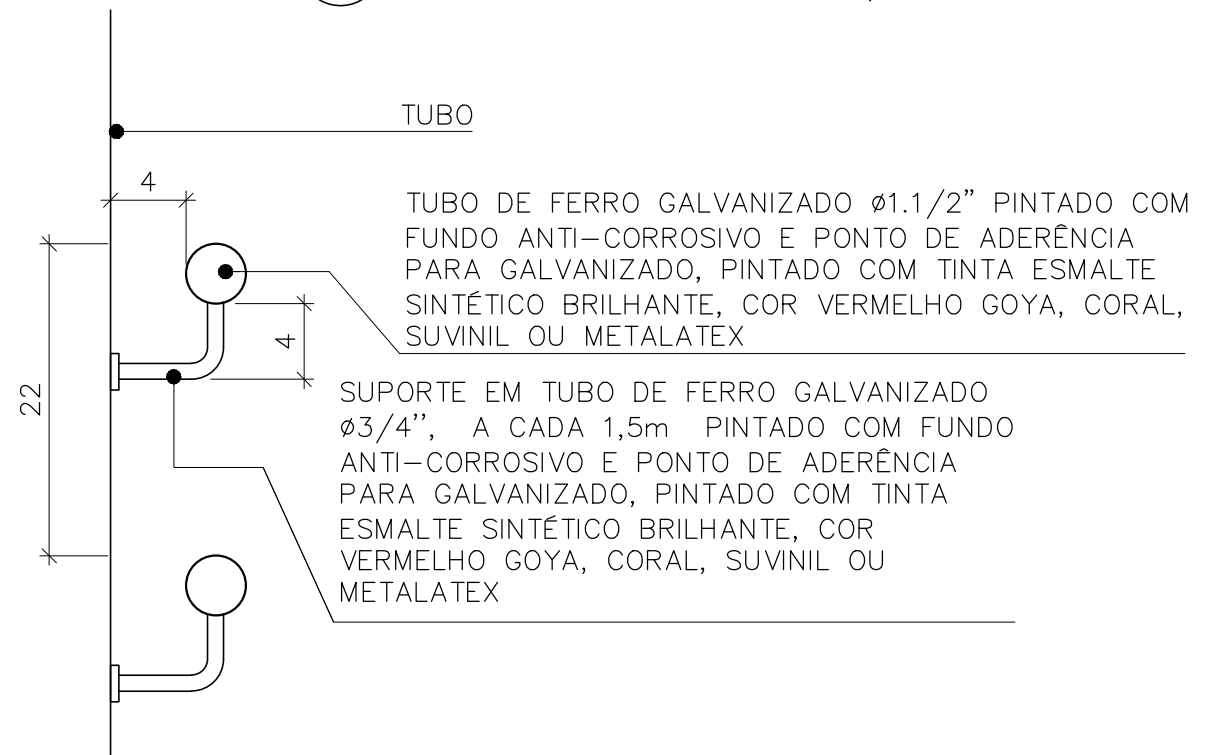 TUBO
4
TUBO DE FERRO GALVANIZADO ø1.1/2" PINTADO COM
FUNDO ANTI-CORROSIVO E PONTO DE ADERÊNCIA
PARA GALVANIZADO, PINTADO COM TINTA ESMALTE
SINTÉTICO BRILHANTE, COR VERMELHO GOYA, CORAL,
SUVINIL OU METALATEX
4
22
SUPORTE EM TUBO DE FERRO GALVANIZADO
ø3/4'', A CADA 1,5m PINTADO COM FUNDO
ANTI-CORROSIVO E PONTO DE ADERÊNCIA
PARA GALVANIZADO, PINTADO COM TINTA
ESMALTE SINTÉTICO BRILHANTE, COR
VERMELHO GOYA, CORAL, SUVINIL OU
METALATEX